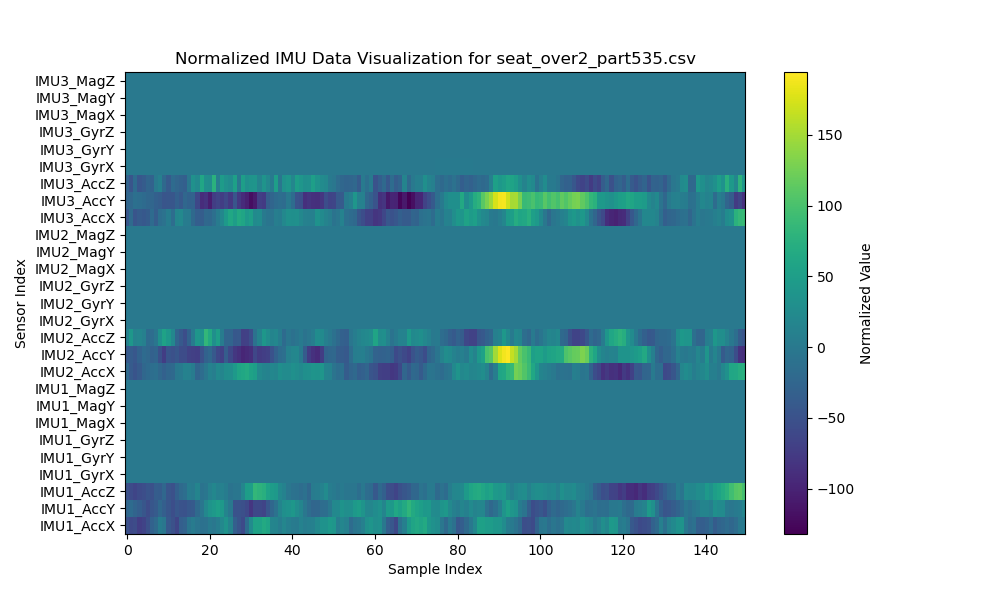 Normalized IMU Data Visualization for seat_over2_part535.csv
IMU3_MagZ
IMU3_MagY
IMU3_MagX
IMU3_GyrZ
IMU3_GyrY
IMU3_GyrX
IMU3_AccZ
IMU3_AccY
IMU3_AccX
IMU2_MagZ
IMU2_MagY
IMU2_MagX
IMU2_GyrZ
IMU2_GyrY
IMU2_GyrX
IMU2_AccZ
IMU2_AccY
IMU2_AccX
IMU1_MagZ
IMU1_MagY
IMU1_MagX
IMU1_GyrZ
IMU1_GyrY
IMU1_GyrX
IMU1_AccZ
IMU1_AccY
IMU1_AccX
Sensor Index
0 20 40 60 80 100 120 140
Sample Index
150
100
50
0
−50
−100
Normalized Value